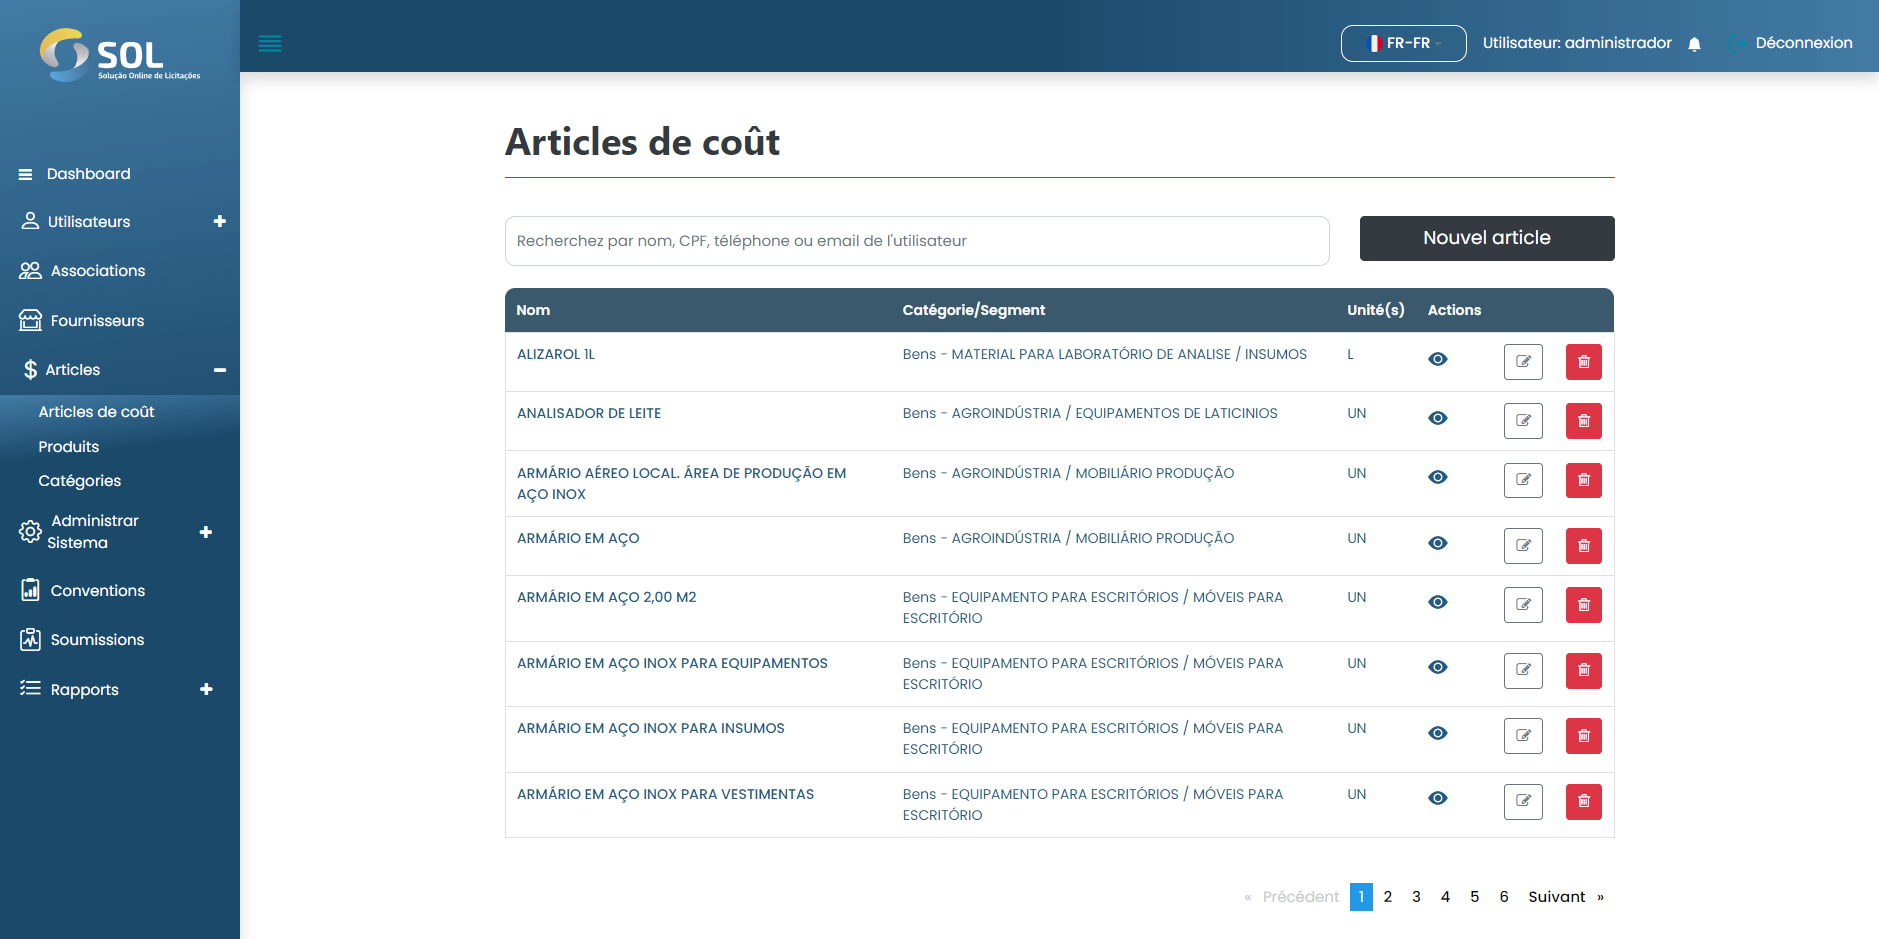 SOL
Solução Online de Licitações
FR-FR
Utilisateur: administrador
Déconnexion
Dashboard
Utilisateurs
Associations
Fournisseurs
Articles
Articles de coût
Produits
Catégories
Administrar
Sistema
Conventions
Soumissions
Rapports
Articles de coût
Recherchez par nom, CPF, téléphone ou email de l'utilisateur
Nouvel article
Nom Catégorie/Segment Unité(s) Actions
ALIZAROL 1L Bens - MATERIAL PARA LABORATÓRIO DE ANALISE / INSUMOS L
ANALISADOR DE LEITE Bens - AGROINDÚSTRIA / EQUIPAMENTOS DE LATICINIOS UN
ARMÁRIO AÉREO LOCAL. ÁREA DE PRODUÇÃO EM Bens - AGROINDÚSTRIA / MOBILIÁRIO PRODUÇÃO UN
AÇO INOX
ARMÁRIO EM AÇO Bens - AGROINDÚSTRIA / MOBILIÁRIO PRODUÇÃO UN
ARMÁRIO EM AÇO 2,00 M2 Bens - EQUIPAMENTO PARA ESCRITÓRIOS / MÓVEIS PARA UN
ESCRITÓRIO
ARMÁRIO EM AÇO INOX PARA EQUIPAMENTOS Bens - EQUIPAMENTO PARA ESCRITÓRIOS / MÓVEIS PARA UN
ESCRITÓRIO
ARMÁRIO EM AÇO INOX PARA INSUMOS Bens - EQUIPAMENTO PARA ESCRITÓRIOS / MÓVEIS PARA UN
ESCRITÓRIO
ARMÁRIO EM AÇO INOX PARA VESTIMENTAS Bens - EQUIPAMENTO PARA ESCRITÓRIOS / MÓVEIS PARA UN
ESCRITÓRIO
« Précédent 1 2 3 4 5 6 Suivant »